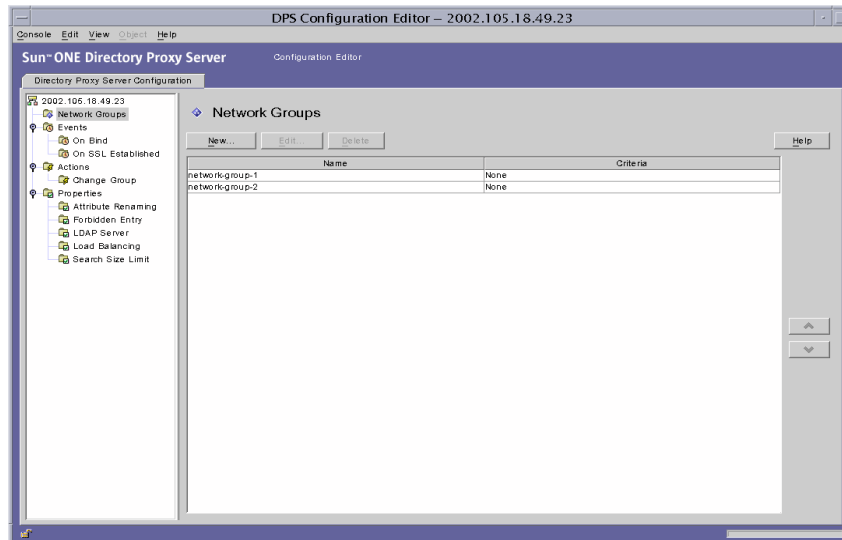 DPS Configuration Editor – 2002.105.18.49.23
Console Edit View Object Help
Sun™ ONE Directory Proxy Server Configuration Editor
Directory Proxy Server Configuration
2002.105.18.49.23
Network Groups
Events
On Bind
On SSL Established
Actions
Change Group
Properties
Attribute Renaming
Forbidden Entry
LDAP Server
Load Balancing
Search Size Limit
Network Groups
New... Edit... Delete Help
Name Criteria
network-group-1 None
network-group-2 None